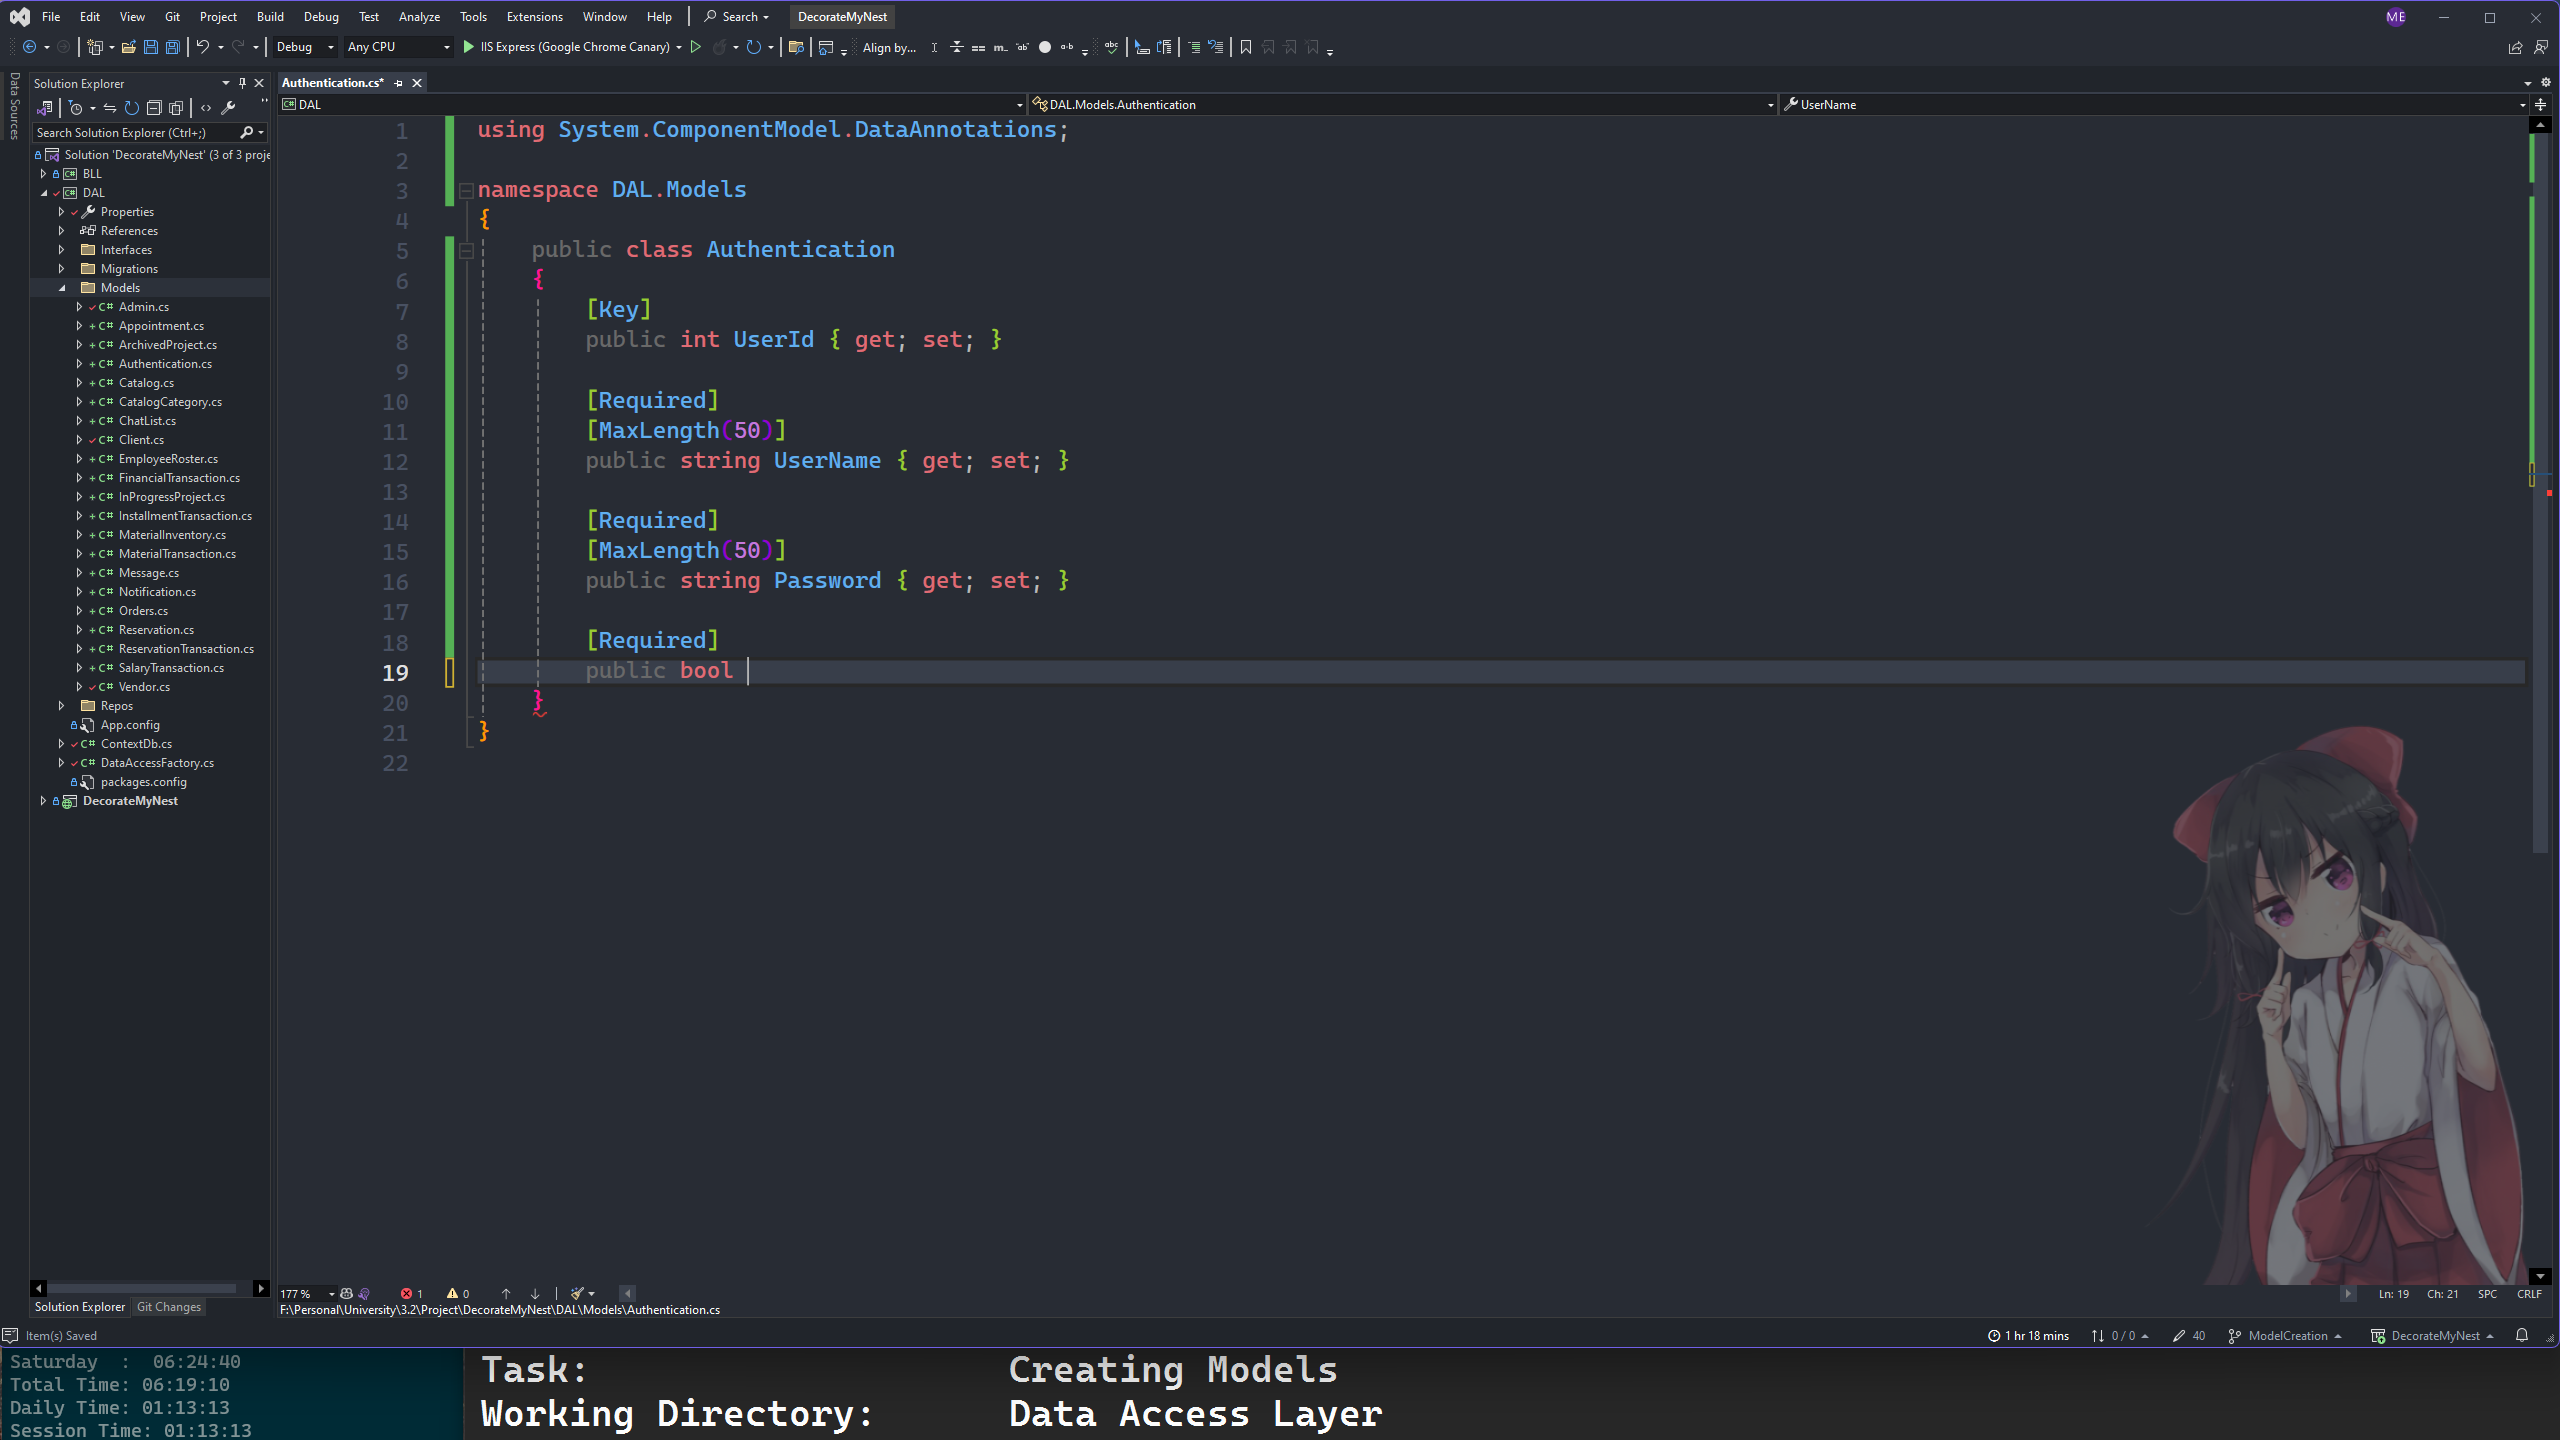 File Edit View Git Project Build Debug Test Analyze Tools Extensions Window Help Search DecorateMyNest ME
Debug Any CPU IIS Express (Google Chrome Canary) Align by...
Data Sources
Solution Explorer
Search Solution Explorer (Ctrl+;)
Solution 'DecorateMyNest' (3 of 3 proje
BLL
DAL
Properties
References
Interfaces
Migrations
Models
C# Admin.cs
C# Appointment.cs
C# ArchivedProject.cs
C# Authentication.cs
C# Catalog.cs
C# CatalogCategory.cs
C# ChatList.cs
C# Client.cs
C# EmployeeRoster.cs
C# FinancialTransaction.cs
C# InProgressProject.cs
C# InstallmentTransaction.cs
C# MaterialInventory.cs
C# MaterialTransaction.cs
C# Message.cs
C# Notification.cs
C# Orders.cs
C# Reservation.cs
C# ReservationTransaction.cs
C# SalaryTransaction.cs
C# Vendor.cs
Repos
App.config
C# ContextDb.cs
C# DataAccessFactory.cs
packages.config
DecorateMyNest
Solution Explorer Git Changes
Authentication.cs*
DAL DAL.Models.Authentication UserName
1 using System.ComponentModel.DataAnnotations;
2
3 namespace DAL.Models
4 {
5 public class Authentication
6 {
7 [Key]
8 public int UserId { get; set; }
9
10 [Required]
11 [MaxLength(50)]
12 public string UserName { get; set; }
13
14 [Required]
15 [MaxLength(50)]
16 public string Password { get; set; }
17
18 [Required]
19 public bool
20 }
21 }
22
177 % 1 0 Ln: 19 Ch: 21 SPC CRLF
F:\Personal\University\3.2\Project\DecorateMyNest\DAL\Models\Authentication.cs
Item(s) Saved 1 hr 18 mins 0 / 0 40 ModelCreation DecorateMyNest
Saturday : 06:24:40
Total Time: 06:19:10
Daily Time: 01:13:13
Session Time: 01:13:13
Task: Creating Models
Working Directory: Data Access Layer